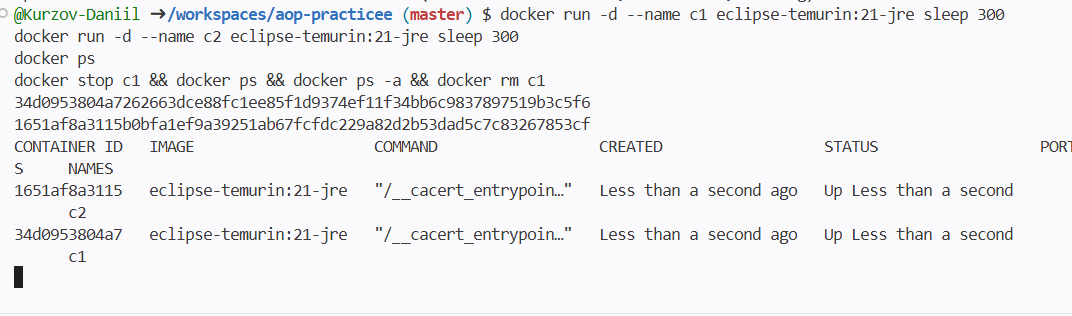 @Kurzov-Daniil →/workspaces/aop-practicee (master) $ docker run -d --name c1 eclipse-temurin:21-jre sleep 300
docker run -d --name c2 eclipse-temurin:21-jre sleep 300
docker ps
docker stop c1 && docker ps && docker ps -a && docker rm c1
34d0953804a7262663dce88fc1ee85f1d9374ef11f34bb6c9837897519b3c5f6
1651af8a3115b0bfa1ef9a39251ab67fcfdc229a82d2b53dad5c7c83267853cf
CONTAINER ID   IMAGE                    COMMAND                  CREATED                  STATUS                  PORT
S     NAMES
1651af8a3115   eclipse-temurin:21-jre   "/__cacert_entrypoin…"   Less than a second ago   Up Less than a second
      c2
34d0953804a7   eclipse-temurin:21-jre   "/__cacert_entrypoin…"   Less than a second ago   Up Less than a second
      c1